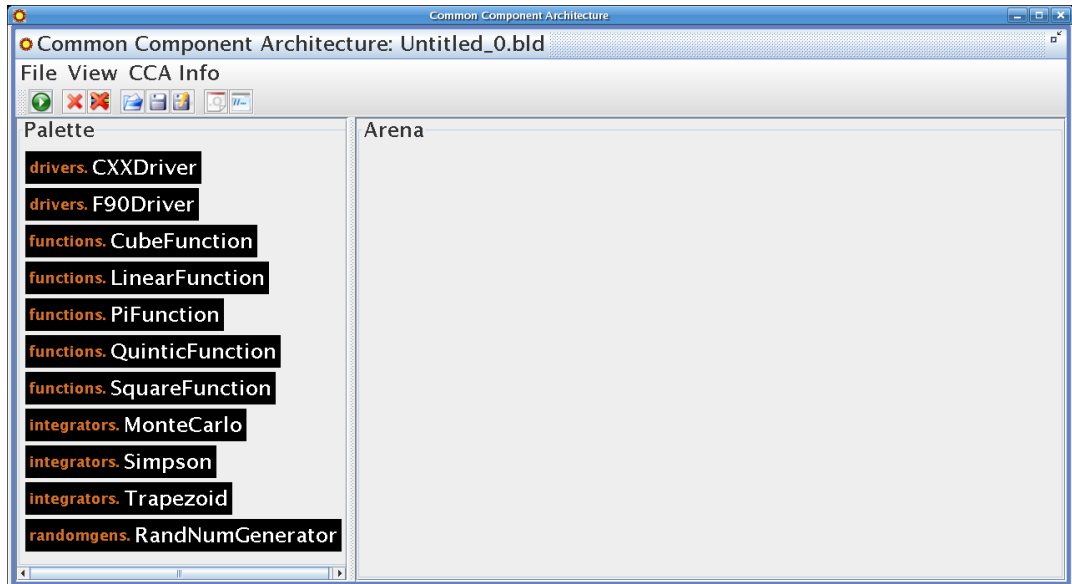 Common Component Architecture
Common Component Architecture: Untitled_0.bld
File View CCA Info
Palette
Arena
drivers. CXXDriver
drivers. F90Driver
functions. CubeFunction
functions. LinearFunction
functions. PiFunction
functions. QuinticFunction
functions. SquareFunction
integrators. MonteCarlo
integrators. Simpson
integrators. Trapezoid
randomgens. RandNumGenerator